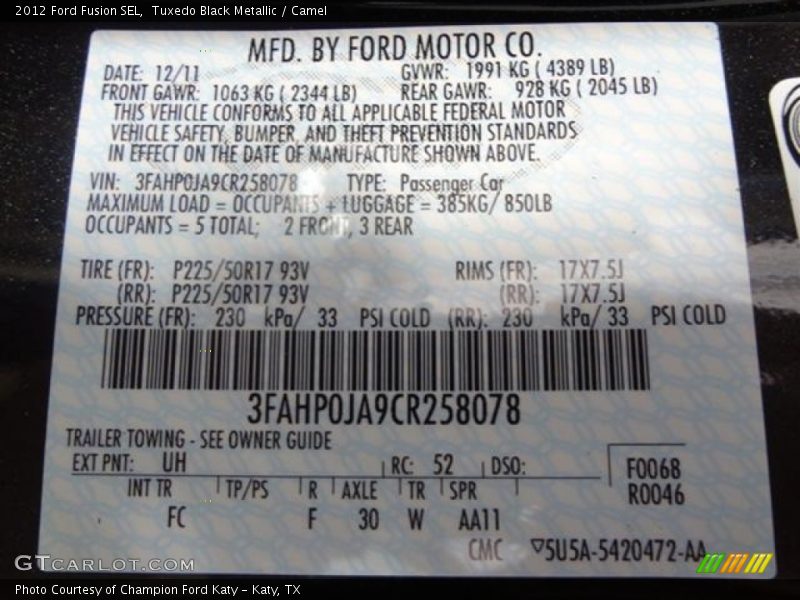 2012 Ford Fusion SEL, Tuxedo Black Metallic / Camel
MFD. BY FORD MOTOR CO.
DATE: 12/11 GVWR: 1991 KG ( 4389 LB)
FRONT GAWR: 1063 KG ( 2344 LB) REAR GAWR: 928 KG ( 2045 LB)
THIS VEHICLE CONFORMS TO ALL APPLICABLE FEDERAL MOTOR
VEHICLE SAFETY, BUMPER, AND THEFT PREVENTION STANDARDS
IN EFFECT ON THE DATE OF MANUFACTURE SHOWN ABOVE.
VIN: 3FAHP0JA9CR258078 TYPE: Passenger Car
MAXIMUM LOAD = OCCUPANTS + LUGGAGE = 385KG/ 850LB
OCCUPANTS = 5 TOTAL; 2 FRONT, 3 REAR
TIRE (FR): P225/50R17 93V RIMS (FR): 17X7.5J
(RR): P225/50R17 93V (RR): 17X7.5J
PRESSURE (FR): 230 kPa/ 33 PSI COLD (RR): 230 kPa/ 33 PSI COLD
3FAHP0JA9CR258078
TRAILER TOWING - SEE OWNER GUIDE
EXT PNT: UH RC: 52 DSO: F0068
INT TR TP/PS R AXLE TR SPR R0046
FC F 30 W AA11
CMC ▽5U5A-5420472-AA
GTCARLOT.COM
Photo Courtesy of Champion Ford Katy – Katy, TX